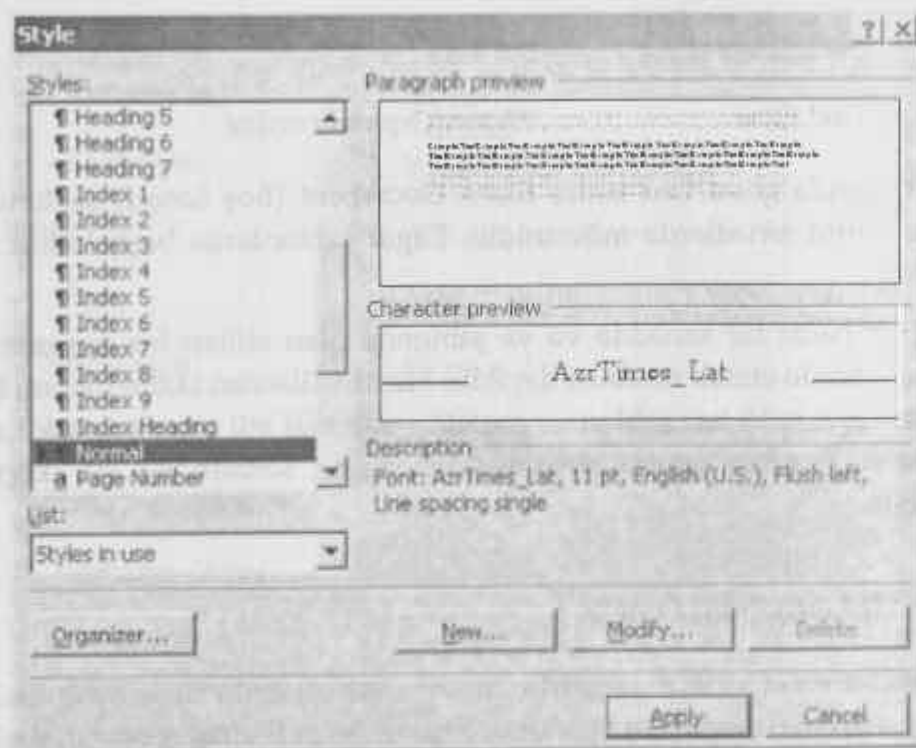 Style
Styles:
¶ Heading 5
¶ Heading 6
¶ Heading 7
¶ Index 1
¶ Index 2
¶ Index 3
¶ Index 4
¶ Index 5
¶ Index 6
¶ Index 7
¶ Index 8
¶ Index 9
¶ Index Heading
Normal
a Page Number
List:
Styles in use
Paragraph preview
Character preview
AzrTimes_Lat
Description
Font: AzrTimes_Lat, 11 pt, English (U.S.), Flush left,
Line spacing single
Organizer...
New...
Modify...
Delete
Apply
Cancel